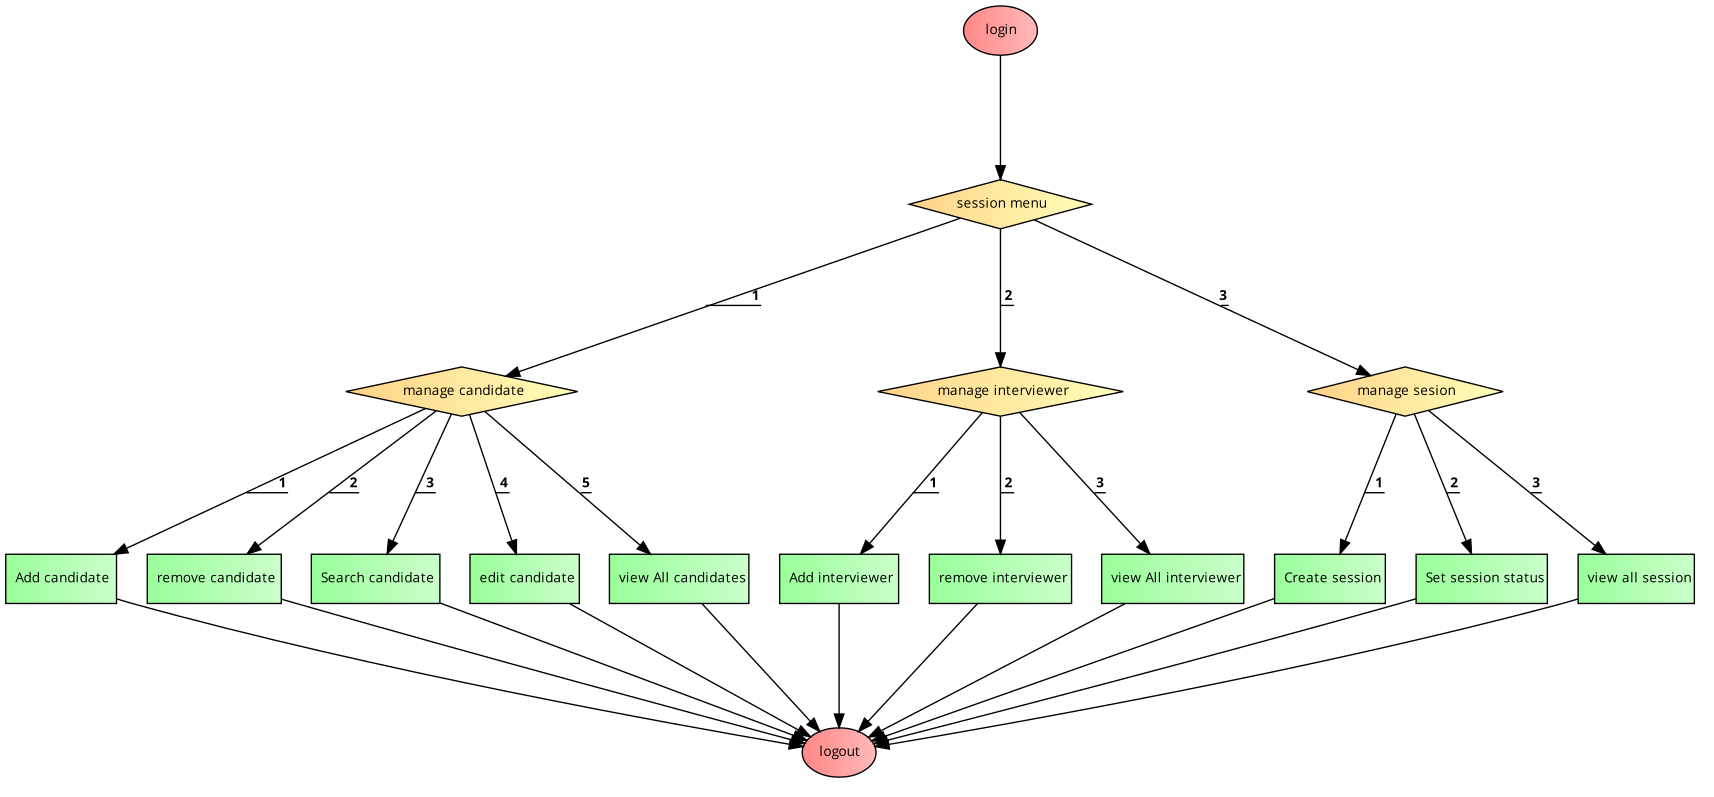 login
session menu
1
2
3
manage candidate
manage interviewer
manage sesion
1
2
3
4
5
1
2
3
1
2
3
Add candidate
remove candidate
Search candidate
edit candidate
view All candidates
Add interviewer
remove interviewer
view All interviewer
Create session
Set session status
view all session
logout